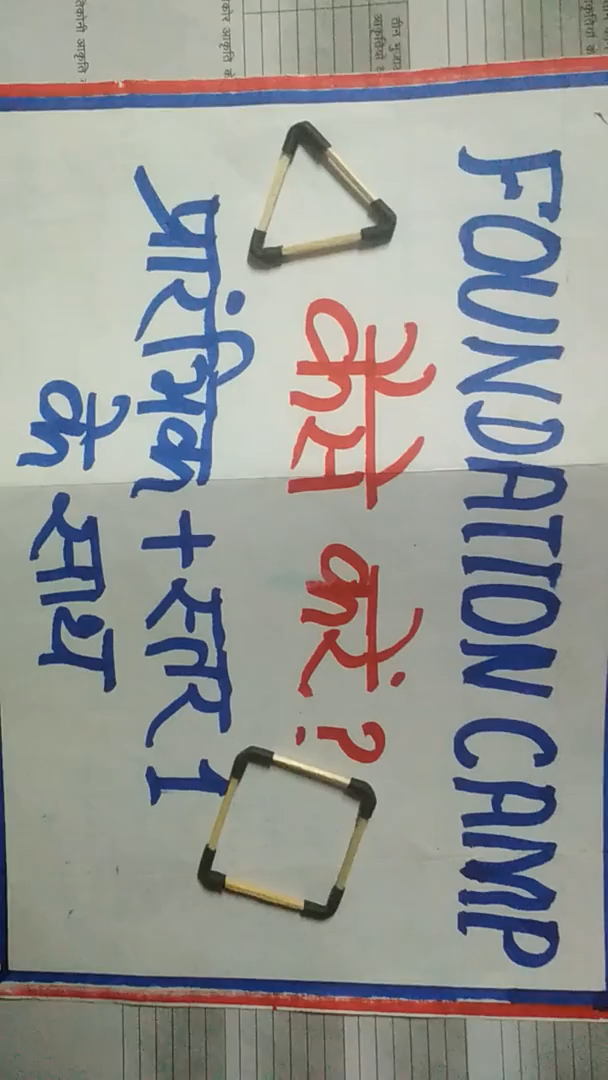 FOUNDATION CAMP
कैसे करें?
प्रारंभिक + स्तर 1
के साथ